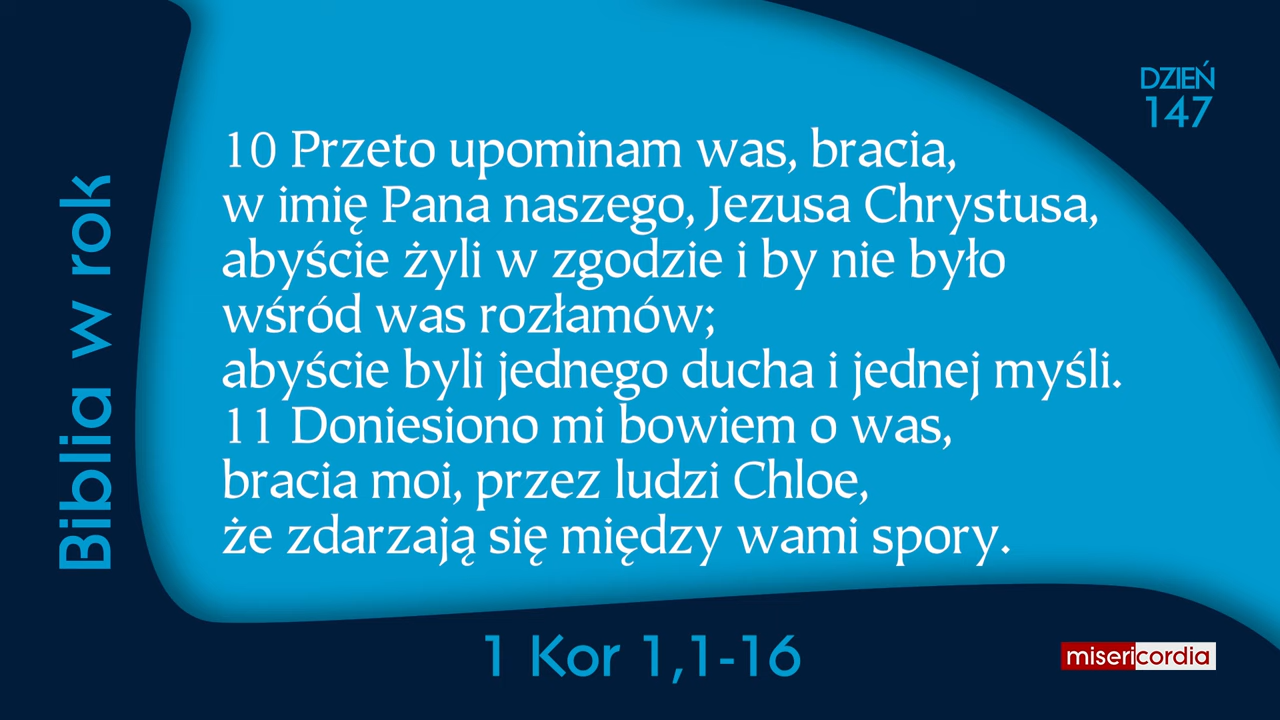 DZIEŃ
147
Biblia w rok
10 Przeto upominam was, bracia,
w imię Pana naszego, Jezusa Chrystusa,
abyście żyli w zgodzie i by nie było
wśród was rozłamów;
abyście byli jednego ducha i jednej myśli.
11 Doniesiono mi bowiem o was,
bracia moi, przez ludzi Chloe,
że zdarzają się między wami spory.
1 Kor 1,1-16
misericordia